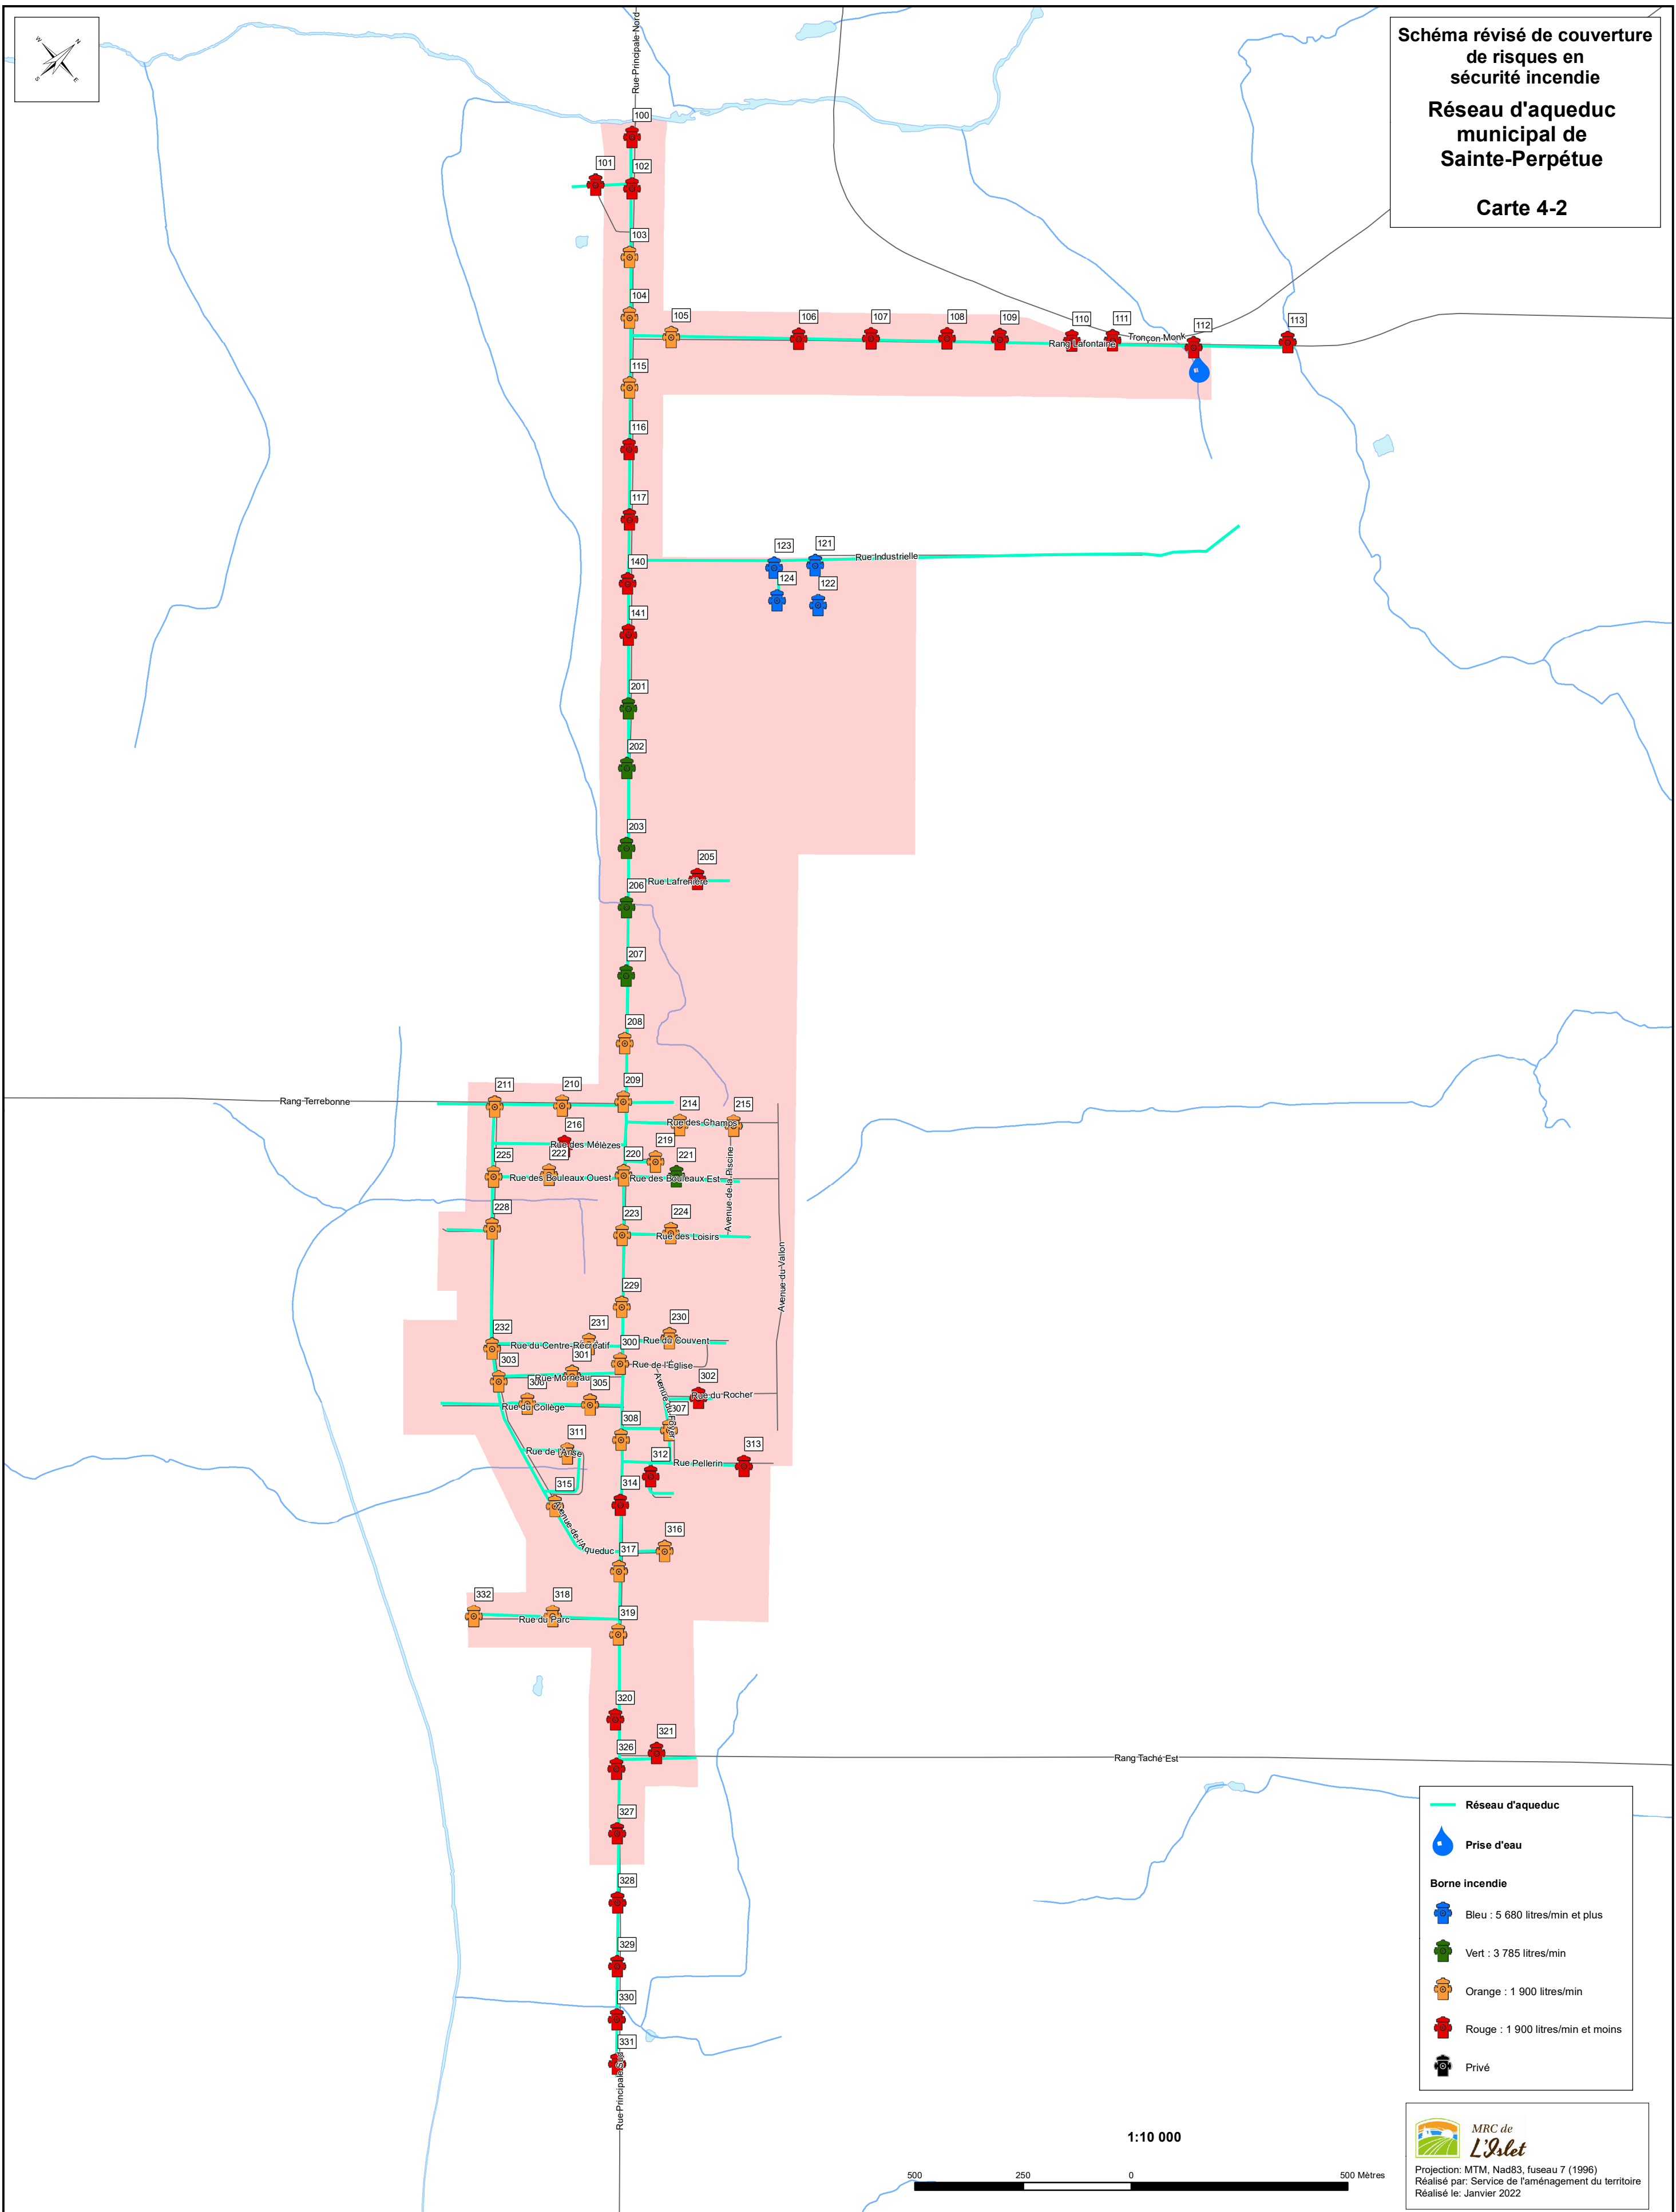 W
N
S
E
Schéma révisé de couverture
de risques en
sécurité incendie
Réseau d'aqueduc
municipal de
Sainte-Perpétue
Carte 4-2
Rue Principale Nord
100
101
102
103
104
105
106
107
108
109
110
111
112
113
Tronçon Monk
Rang Lafontaine
115
116
117
140
123
121
124
122
Rue Industrielle
141
201
202
203
205
Rue Lafrenière
206
207
208
Rang Terrebonne
211
210
209
214
215
Rue des Champs
216
Rue des Mélèzes
219
225
222
220
221
Rue des Bouleaux Ouest
Rue des Bouleaux Est
Avenue de la Piscine
228
223
224
Rue des Loisirs
Avenue du Vallon
229
232
231
230
Rue du Centre-Récréatif
300
Rue du Couvent
303
301
Rue de l'Église
Rue Morneau
305
302
Rue du Rocher
Avenue du Foyer
Rue du Collège
308
307
311
Rue de l'Anse
312
313
Rue Pellerin
315
314
Avenue de l'Aqueduc
317
316
332
318
319
Rue du Parc
320
321
326
Rang Taché Est
327
328
329
330
331
Rue Principale Sud
Réseau d'aqueduc
Prise d'eau
Borne incendie
Bleu : 5 680 litres/min et plus
Vert : 3 785 litres/min
Orange : 1 900 litres/min
Rouge : 1 900 litres/min et moins
Privé
1:10 000
500
250
0
500 Mètres
MRC de
L'Islet
Projection: MTM, Nad83, fuseau 7 (1996)
Réalisé par: Service de l'aménagement du territoire
Réalisé le: Janvier 2022